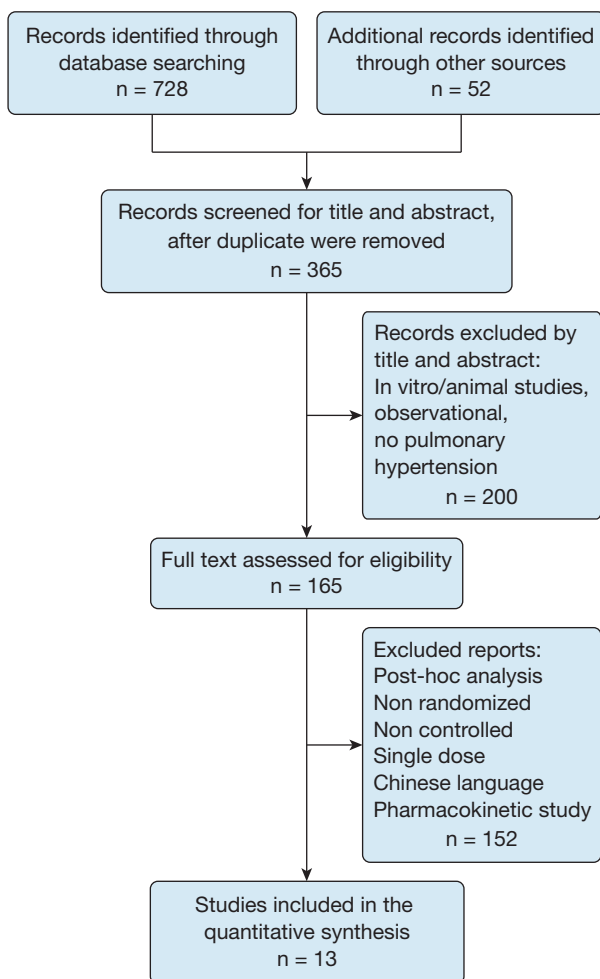 Records identified through
database searching
n = 728
Additional records identified
through other sources
n = 52
Records screened for title and abstract,
after duplicate were removed
n = 365
Records excluded by
title and abstract:
In vitro/animal studies,
observational,
no pulmonary
hypertension
n = 200
Full text assessed for eligibility
n = 165
Excluded reports:
Post-hoc analysis
Non randomized
Non controlled
Single dose
Chinese language
Pharmacokinetic study
n = 152
Studies included in the
quantitative synthesis
n = 13